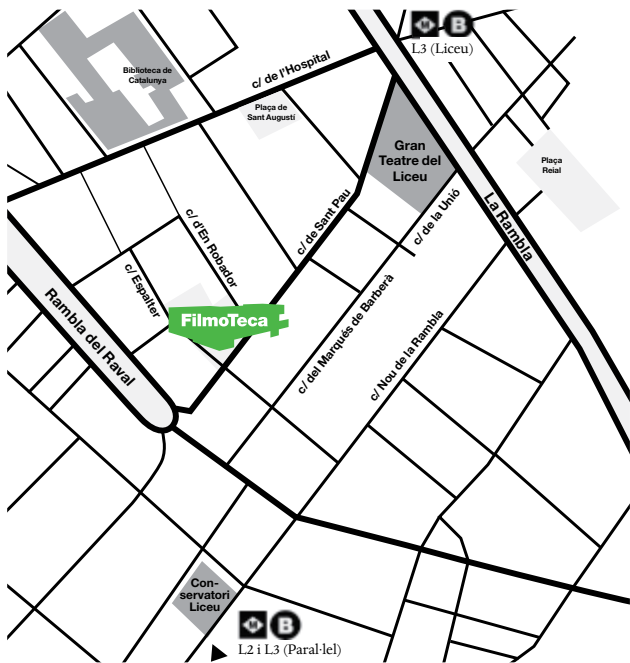 M B
L3 (Liceu)
Biblioteca de
Catalunya
c/ de l'Hospital
Plaça de
Sant Augustí
Gran
Teatre del
Liceu
Plaça
Reial
La Rambla
c/ de la Unió
c/ de Sant Pau
c/ d'En Robador
c/ Espalter
FilmoTeca
Rambla del Raval
c/ del Marqués de Barberà
c/ Nou de la Rambla
Con-
servatori
Liceu
M B
L2 i L3 (Paral·lel)